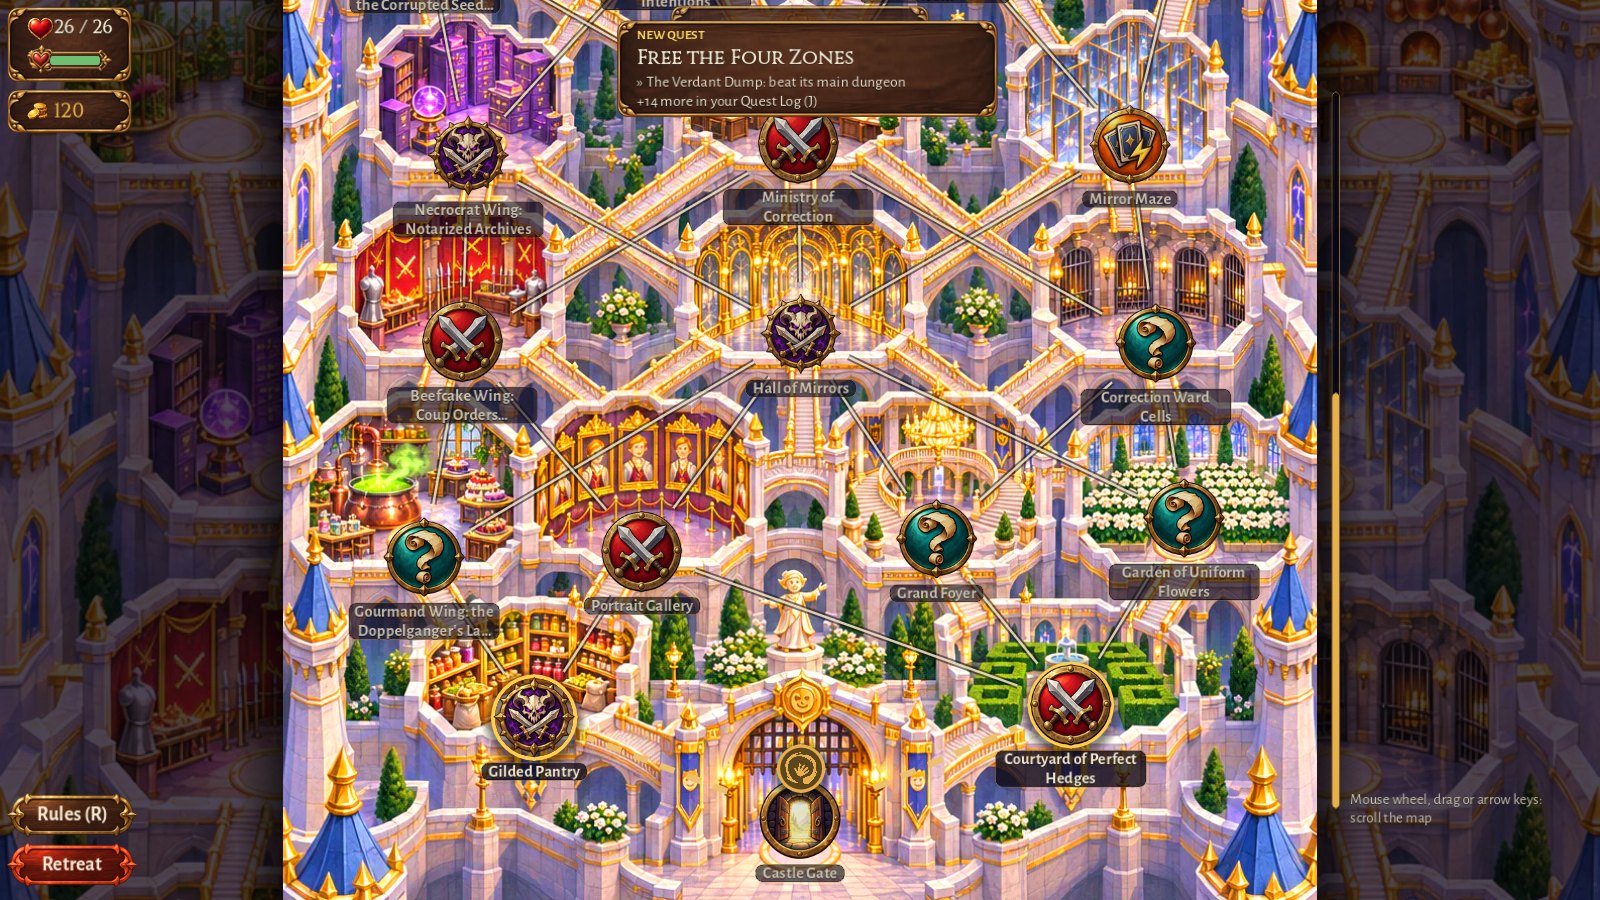 the Corrupted Seed...
Intentions
26 / 26
120
NEW QUEST
FREE THE FOUR ZONES
» The Verdant Dump: beat its main dungeon
+14 more in your Quest Log (J)
Necrocrat Wing:
Notarized Archives
Ministry of
Correction
Mirror Maze
Beefcake Wing:
Coup Orders...
Hall of Mirrors
Correction Ward
Cells
Gourmand Wing: the
Doppelganger's La...
Portrait Gallery
Grand Foyer
Garden of Uniform
Flowers
Gilded Pantry
Courtyard of Perfect
Hedges
Castle Gate
Rules (R)
Retreat
Mouse wheel, drag or arrow keys:
scroll the map